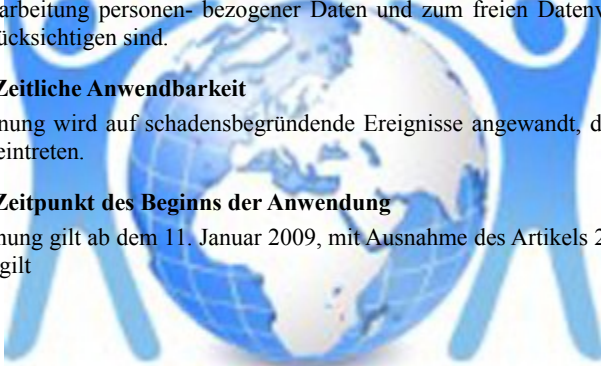 arbeitung personen- bezogener Daten und zum freien Datenv
ücksichtigen sind.
Zeitliche Anwendbarkeit
nung wird auf schadensbegründende Ereignisse angewandt, d
eintreten.
Zeitpunkt des Beginns der Anwendung
nung gilt ab dem 11. Januar 2009, mit Ausnahme des Artikels 2
gilt